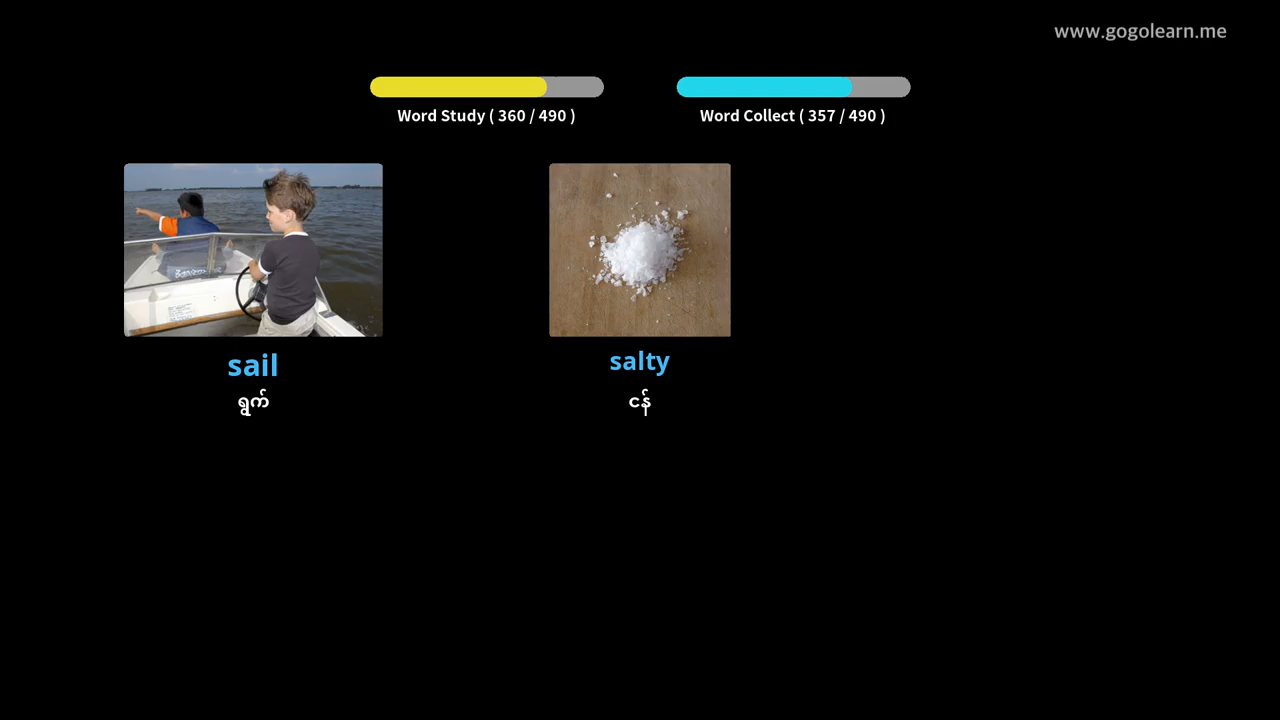 www.gogolearn.me
Word Study ( 360 / 490 )
Word Collect ( 357 / 490 )
sail
salty
ရွက်
ငန်